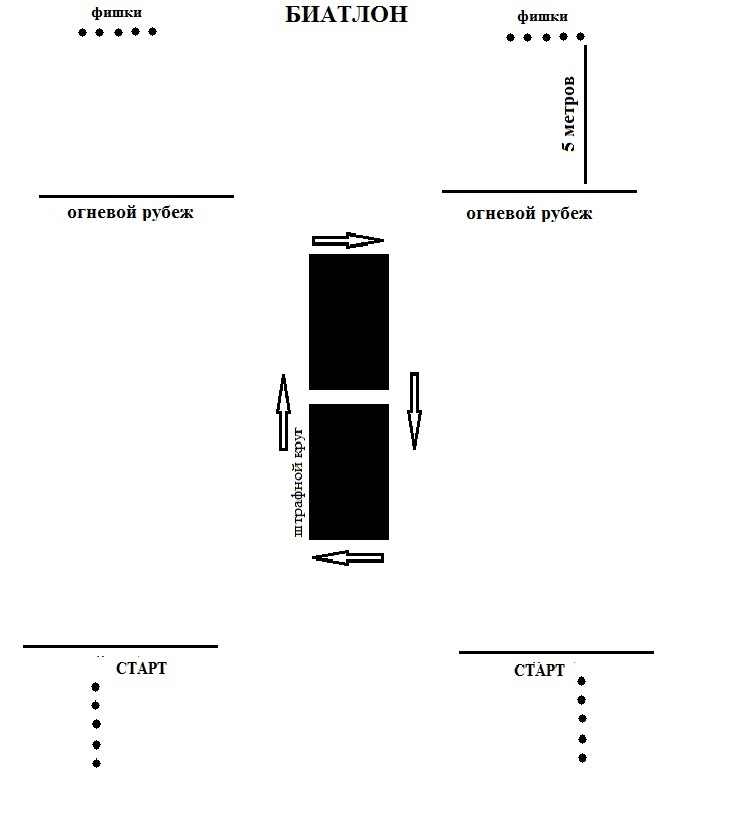 фишки
БИАТЛОН
фишки
5 метров
огневой рубеж
огневой рубеж
штрафной круг
СТАРТ
СТАРТ